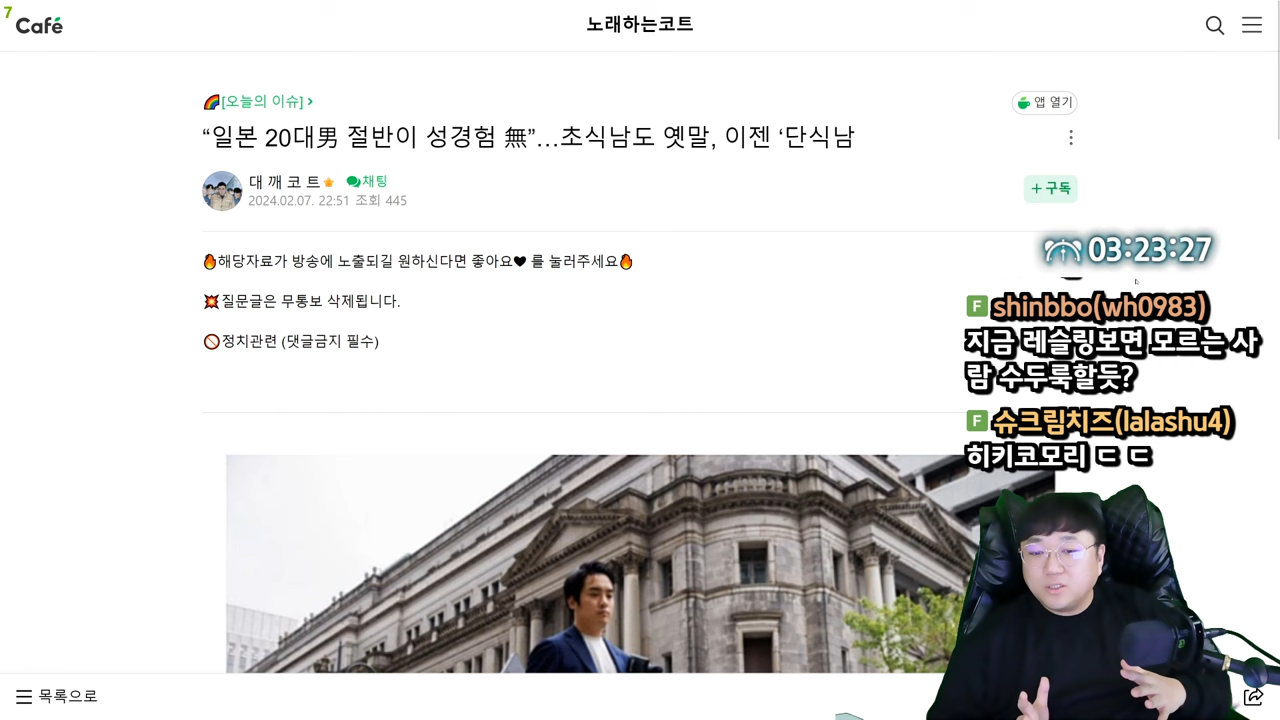 7
Café
노래하는코트
🌈[오늘의 이슈] >
앱 열기
“일본 20대男 절반이 성경험 無”…초식남도 옛말, 이젠 ‘단식남
대 깨 코 트 채팅
2024.02.07. 22:51 조회 445
+ 구독
🔥해당자료가 방송에 노출되길 원하신다면 좋아요🖤 를 눌러주세요🔥
💥질문글은 무통보 삭제됩니다.
🚫정치관련 (댓글금지 필수)
03:23:27
F shinbbo(wh0983)
지금 레슬링보면 모르는 사
람 수두룩할듯?
F 슈크림치즈(lalashu4)
히키코모리 ㄷ ㄷ
목록으로